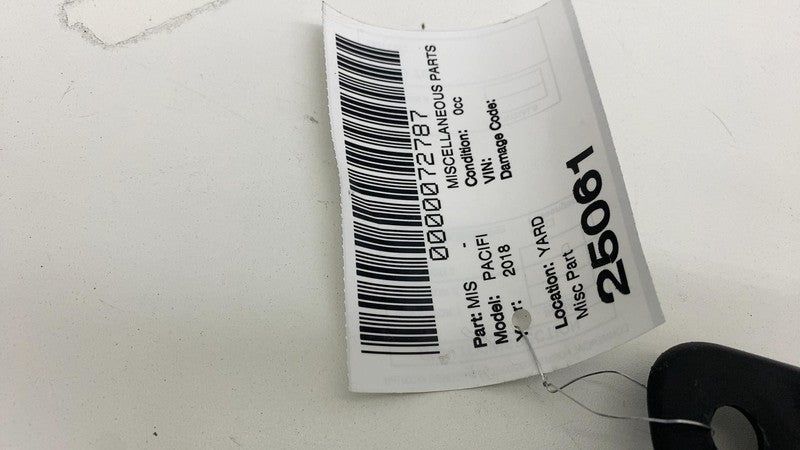 0000072787
MISCELLANEOUS PARTS
Part: MIS - Condition: 0cc
Model: PACIFI VIN:
2018 Damage Code:
Location: YARD
Misc Part
25061